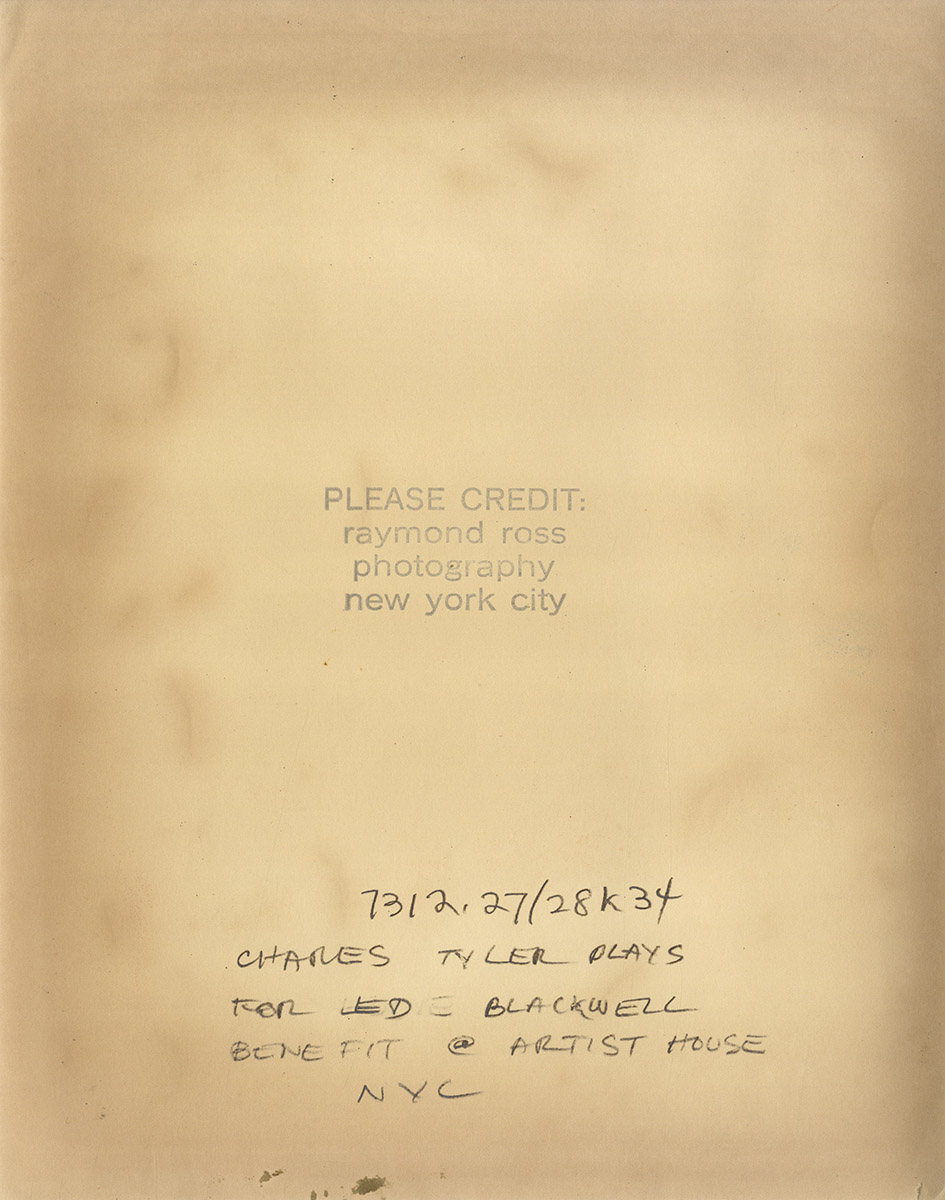 PLEASE CREDIT:
raymond ross
photography
new york city
7312.27/28K34
CHARLES TYLER PLAYS
FOR BLACKWELL
BENEFIT @ ARTIST HOUSE
NYC